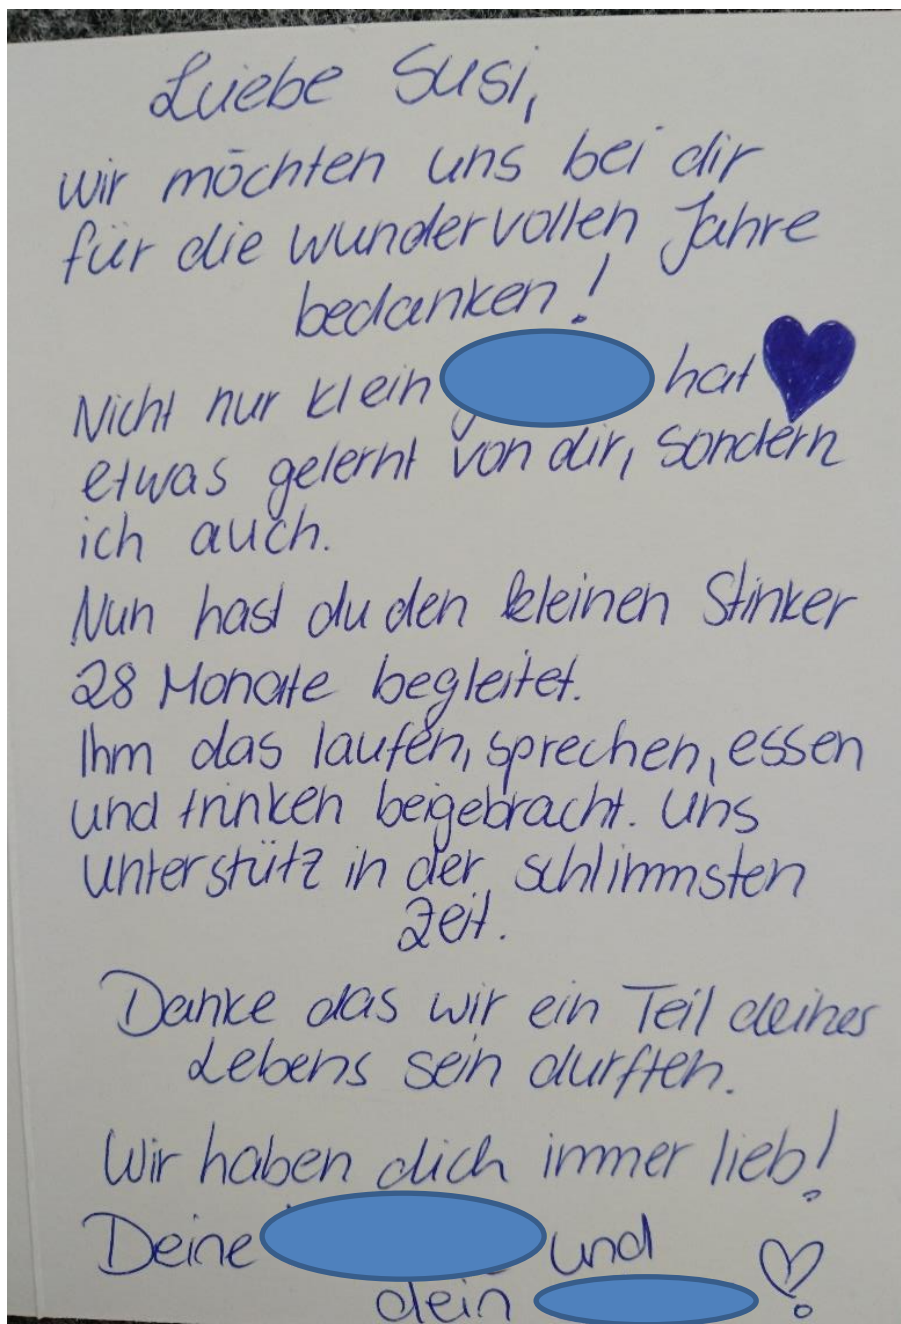 Liebe Susi,
wir möchten uns bei dir
für die wundervollen Jahre
bedanken!
Nicht nur klein hat
etwas gelernt von dir, sondern
ich auch.
Nun hast du den kleinen Stinker
28 Monate begleitet.
Ihm das laufen, sprechen, essen
und trinken beigebracht. Uns
unterstütz in der schlimmsten
Zeit.
Danke das wir ein Teil deines
Lebens sein durften.
Wir haben dich immer lieb!
Deine und
dein